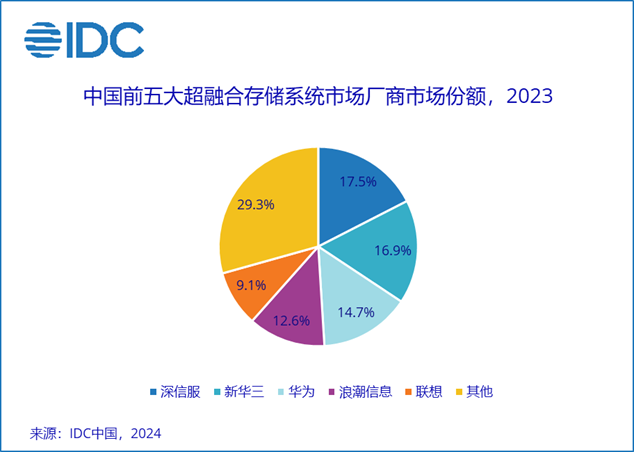 IDC
中国前五大超融合存储系统市场厂商市场份额，2023
17.5%
29.3%
16.9%
9.1%
14.7%
12.6%
深信服 新华三 华为 浪潮信息 联想 其他
来源：IDC中国，2024